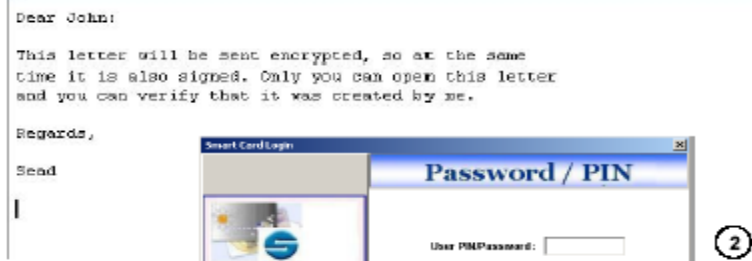 Dear John:
This letter will be sent encrypted, so at the same
time it is also signed. Only you can open this letter
and you can verify that it was created by me.
Regards,
Send
Smart Card Login
Password / PIN
User PIN/Password:
2